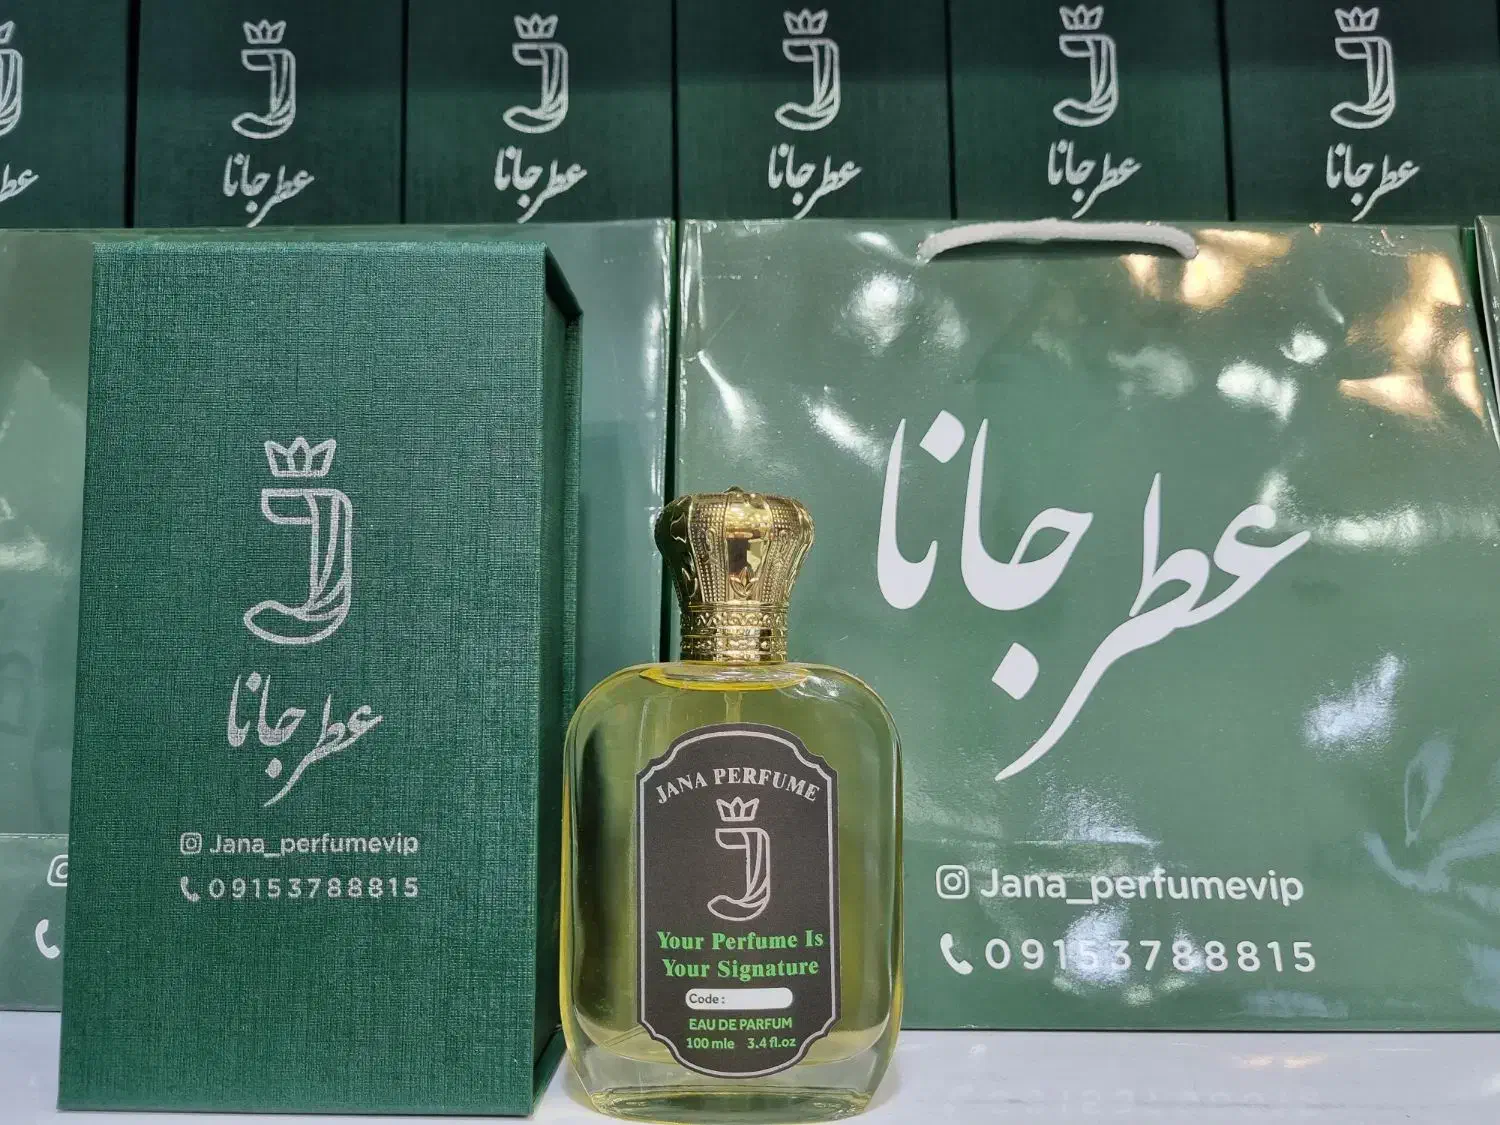 عطر جانا
عطر جانا
عطر جانا
عطر جانا
عطر جانا
عطر
عطر جانا
Jana_perfumevip
09153788815
JANA PERFUME
Your Perfume Is
Your Signature
Code :
EAU DE PARFUM
100 mle 3.4 fl.oz
عطر جانا
Jana_perfumevip
09153788815